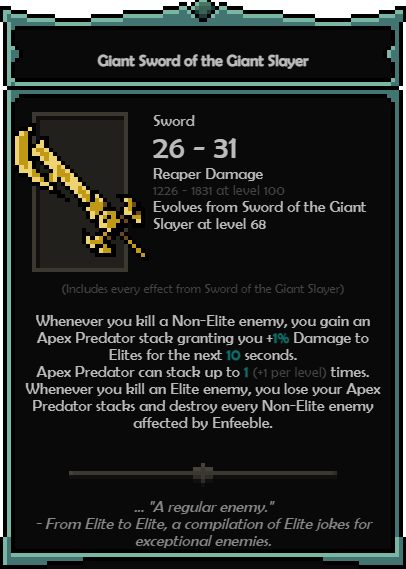 Giant Sword of the Giant Slayer
Sword
26 - 31
Reaper Damage
1226 - 1831 at level 100
Evolves from Sword of the Giant
Slayer at level 68
(Includes every effect from Sword of the Giant Slayer)
Whenever you kill a Non-Elite enemy, you gain an
Apex Predator stack granting you +1% Damage to
Elites for the next 10 seconds.
Apex Predator can stack up to 1 (+1 per level) times.
Whenever you kill an Elite enemy, you lose your Apex
Predator stacks and destroy every Non-Elite enemy
affected by Enfeeble.
... "A regular enemy."
- From Elite to Elite, a compilation of Elite jokes for
exceptional enemies.